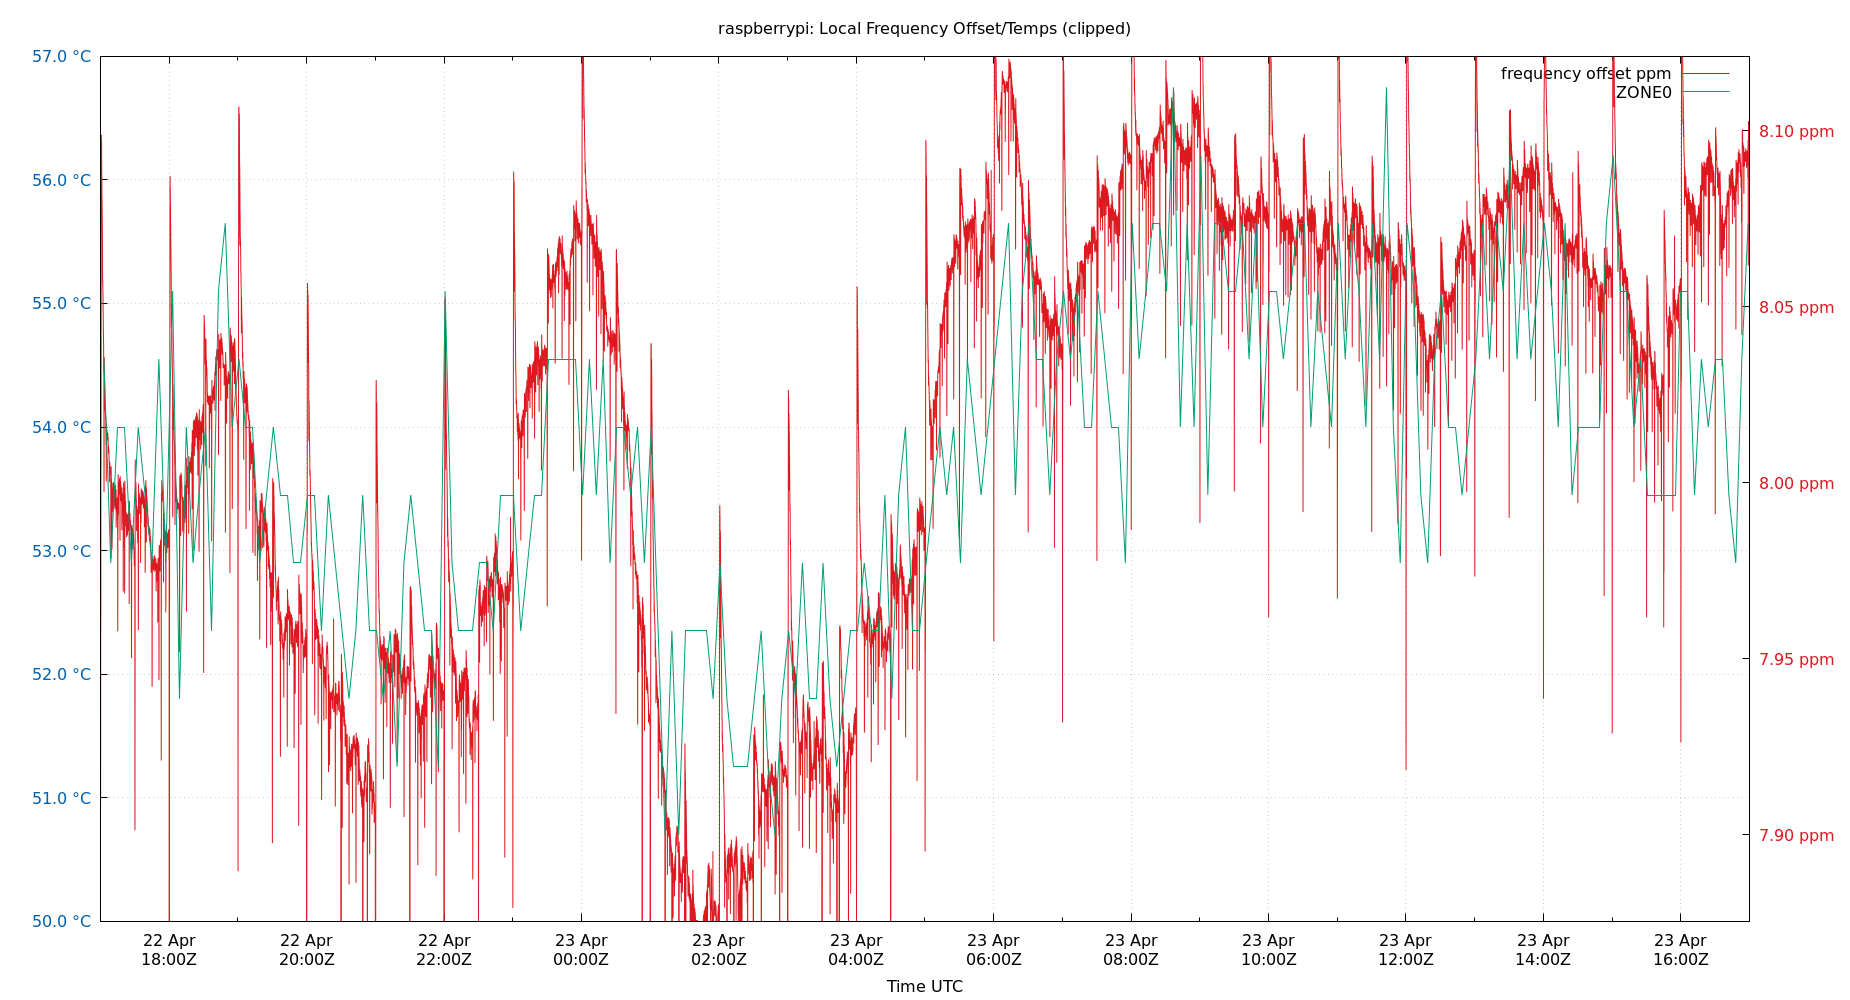 raspberrypi: Local Frequency Offset/Temps (clipped)
57.0 °C
56.0 °C
55.0 °C
54.0 °C
53.0 °C
52.0 °C
51.0 °C
50.0 °C
frequency offset ppm
ZONE0
8.10 ppm
8.05 ppm
8.00 ppm
7.95 ppm
7.90 ppm
22 Apr
18:00Z
22 Apr
20:00Z
22 Apr
22:00Z
23 Apr
00:00Z
23 Apr
02:00Z
23 Apr
04:00Z
23 Apr
06:00Z
23 Apr
08:00Z
23 Apr
10:00Z
23 Apr
12:00Z
23 Apr
14:00Z
23 Apr
16:00Z
Time UTC